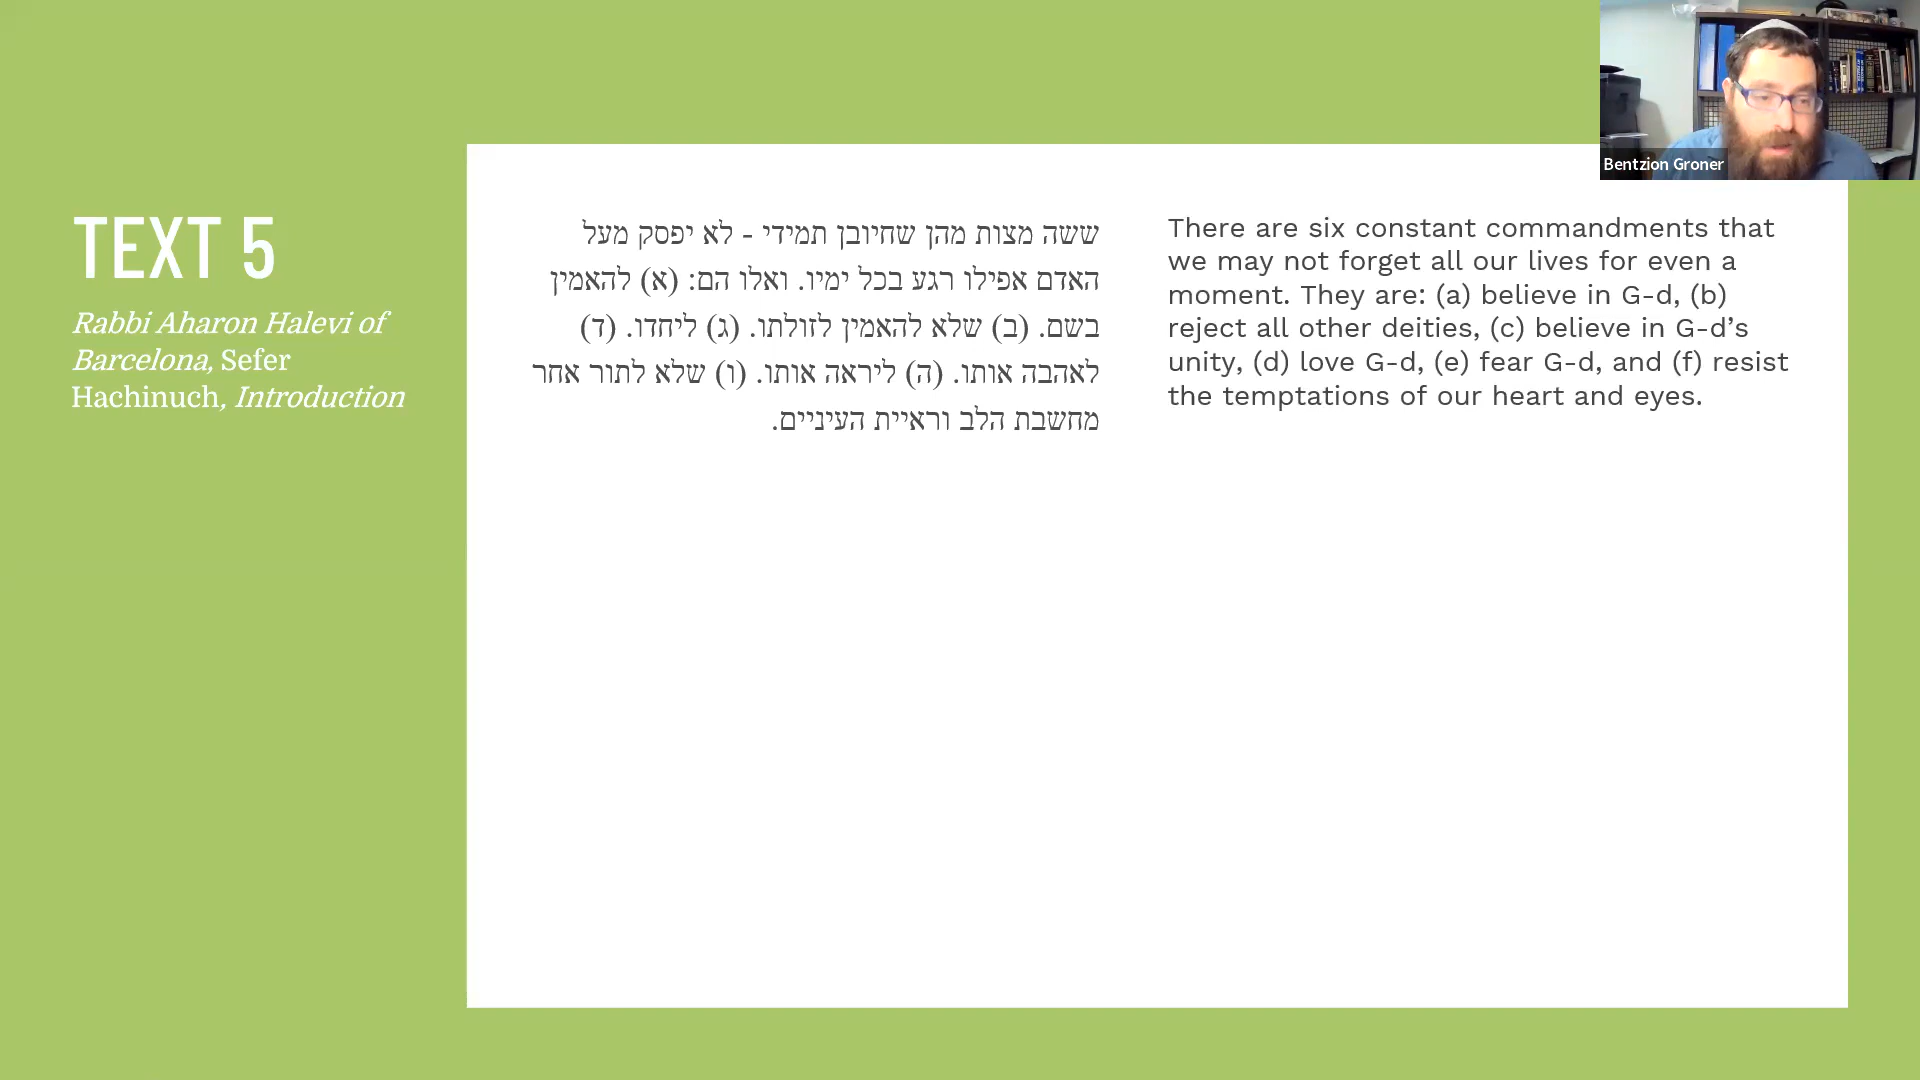 TEXT 5
Rabbi Aharon Halevi of
Barcelona, Sefer
Hachinuch, Introduction
ששה מצות מהן שחיובן תמידי - לא יפסק מעל
האדם אפילו רגע בכל ימיו. ואלו הם: (א) להאמין
בשם. (ב) שלא להאמין לזולתו. (ג) ליחדו. (ד)
לאהבה אותו. (ה) ליראה אותו. (ו) שלא לתור אחר
מחשבת הלב וראיית העיניים.
There are six constant commandments that
we may not forget all our lives for even a
moment. They are: (a) believe in G-d, (b)
reject all other deities, (c) believe in G-d’s
unity, (d) love G-d, (e) fear G-d, and (f) resist
the temptations of our heart and eyes.
Bentzion Groner